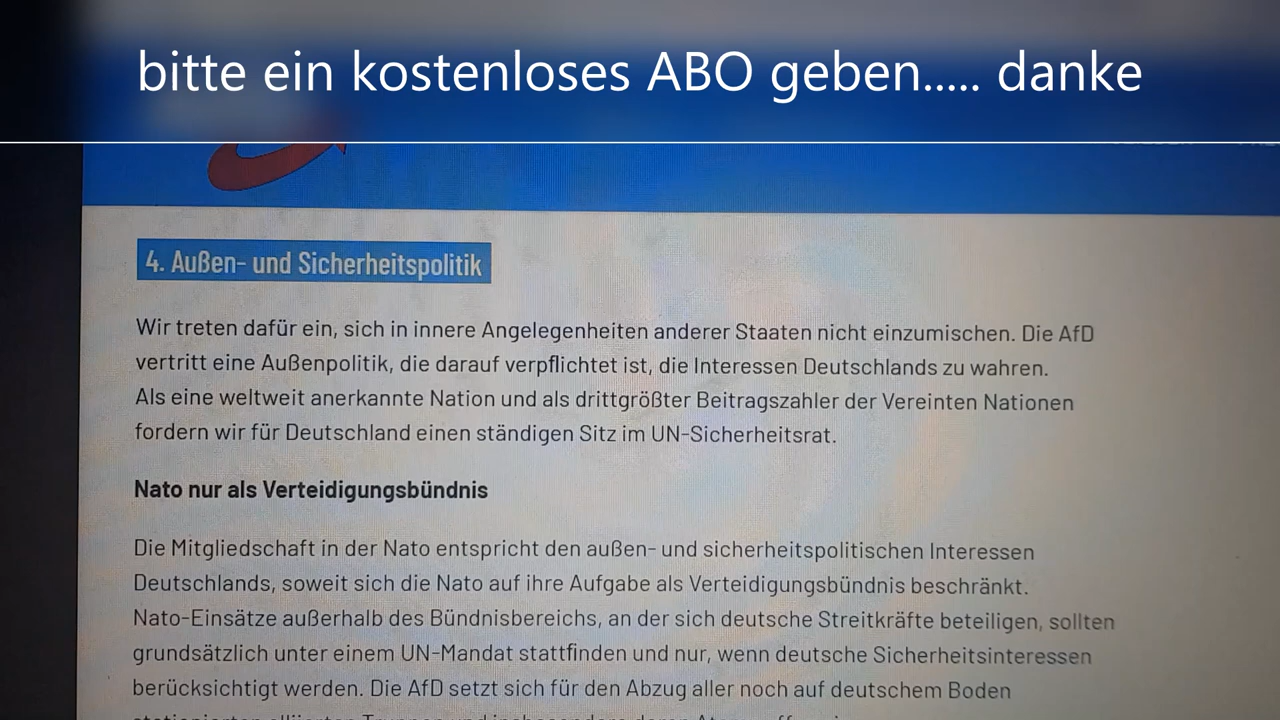 bitte ein kostenloses ABO geben..... danke
4. Außen- und Sicherheitspolitik
Wir treten dafür ein, sich in innere Angelegenheiten anderer Staaten nicht einzumischen. Die AfD
vertritt eine Außenpolitik, die darauf verpflichtet ist, die Interessen Deutschlands zu wahren.
Als eine weltweit anerkannte Nation und als drittgrößter Beitragszahler der Vereinten Nationen
fordern wir für Deutschland einen ständigen Sitz im UN-Sicherheitsrat.
Nato nur als Verteidigungsbündnis
Die Mitgliedschaft in der Nato entspricht den außen- und sicherheitspolitischen Interessen
Deutschlands, soweit sich die Nato auf ihre Aufgabe als Verteidigungsbündnis beschränkt.
Nato-Einsätze außerhalb des Bündnisbereichs, an der sich deutsche Streitkräfte beteiligen, sollten
grundsätzlich unter einem UN-Mandat stattfinden und nur, wenn deutsche Sicherheitsinteressen
berücksichtigt werden. Die AfD setzt sich für den Abzug aller noch auf deutschem Boden